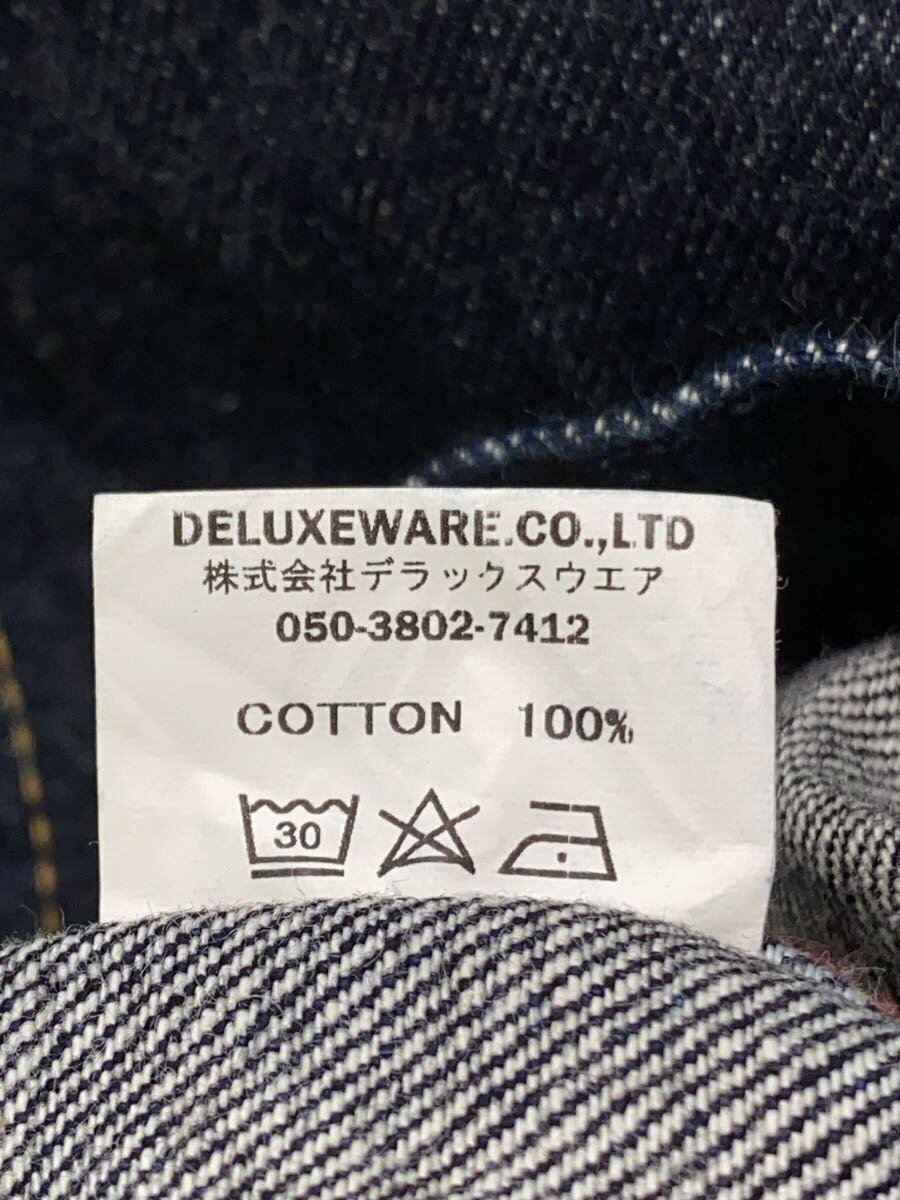 DELUXEWARE.CO.,LTD
株式会社デラックスウエア
050-3802-7412
COTTON 100%
30